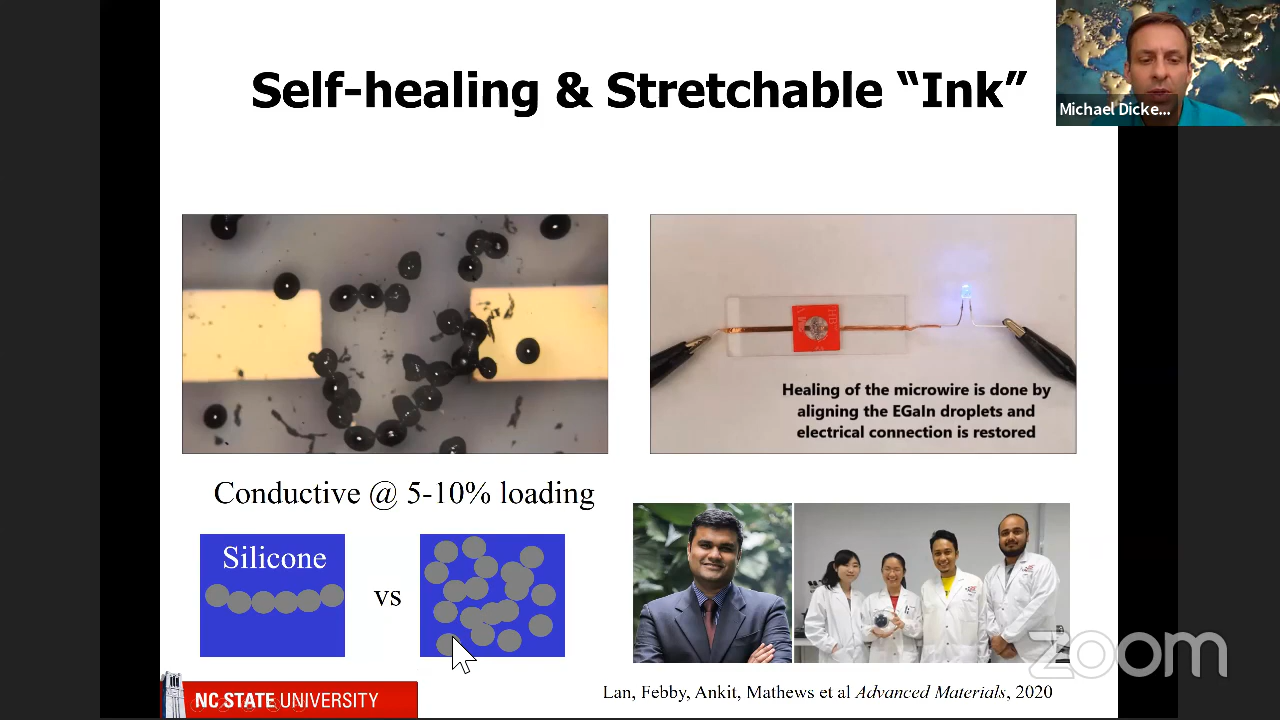 Self-healing & Stretchable “Ink”
Michael Dicke...
Healing of the microwire is done by
aligning the EGaIn droplets and
electrical connection is restored
Conductive @ 5-10% loading
Silicone
vs
zoom
Lan, Febby, Ankit, Mathews et al Advanced Materials, 2020
NC STATE UNIVERSITY